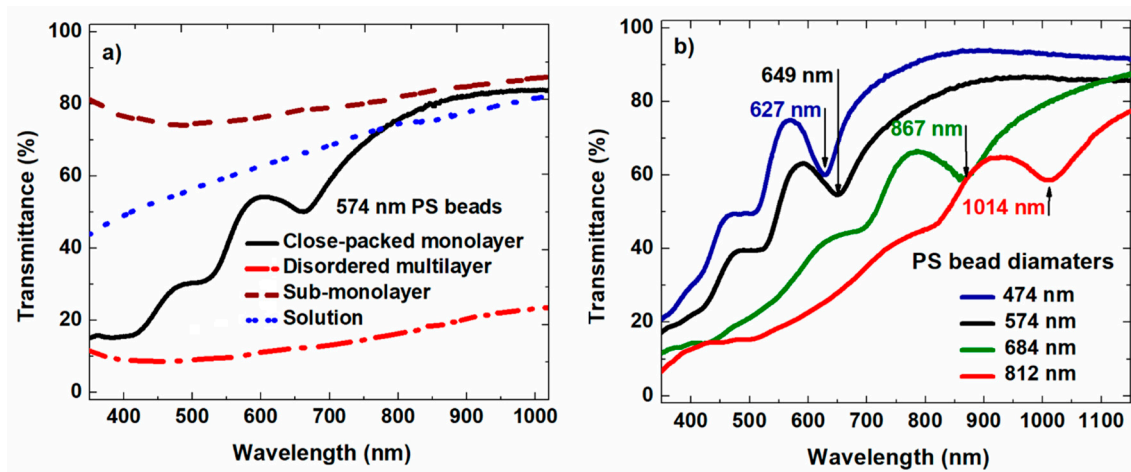 a)
100
80
60
40
20
0
Transmittance (%)
574 nm PS beads
Close-packed monolayer
Disordered multilayer
Sub-monolayer
Solution
400 500 600 700 800 900 1000
Wavelength (nm)
b)
100
80
60
40
20
0
Transmittance (%)
649 nm
627 nm
867 nm
1014 nm
PS bead diamaters
474 nm
574 nm
684 nm
812 nm
400 500 600 700 800 900 1000 1100
Wavelength (nm)